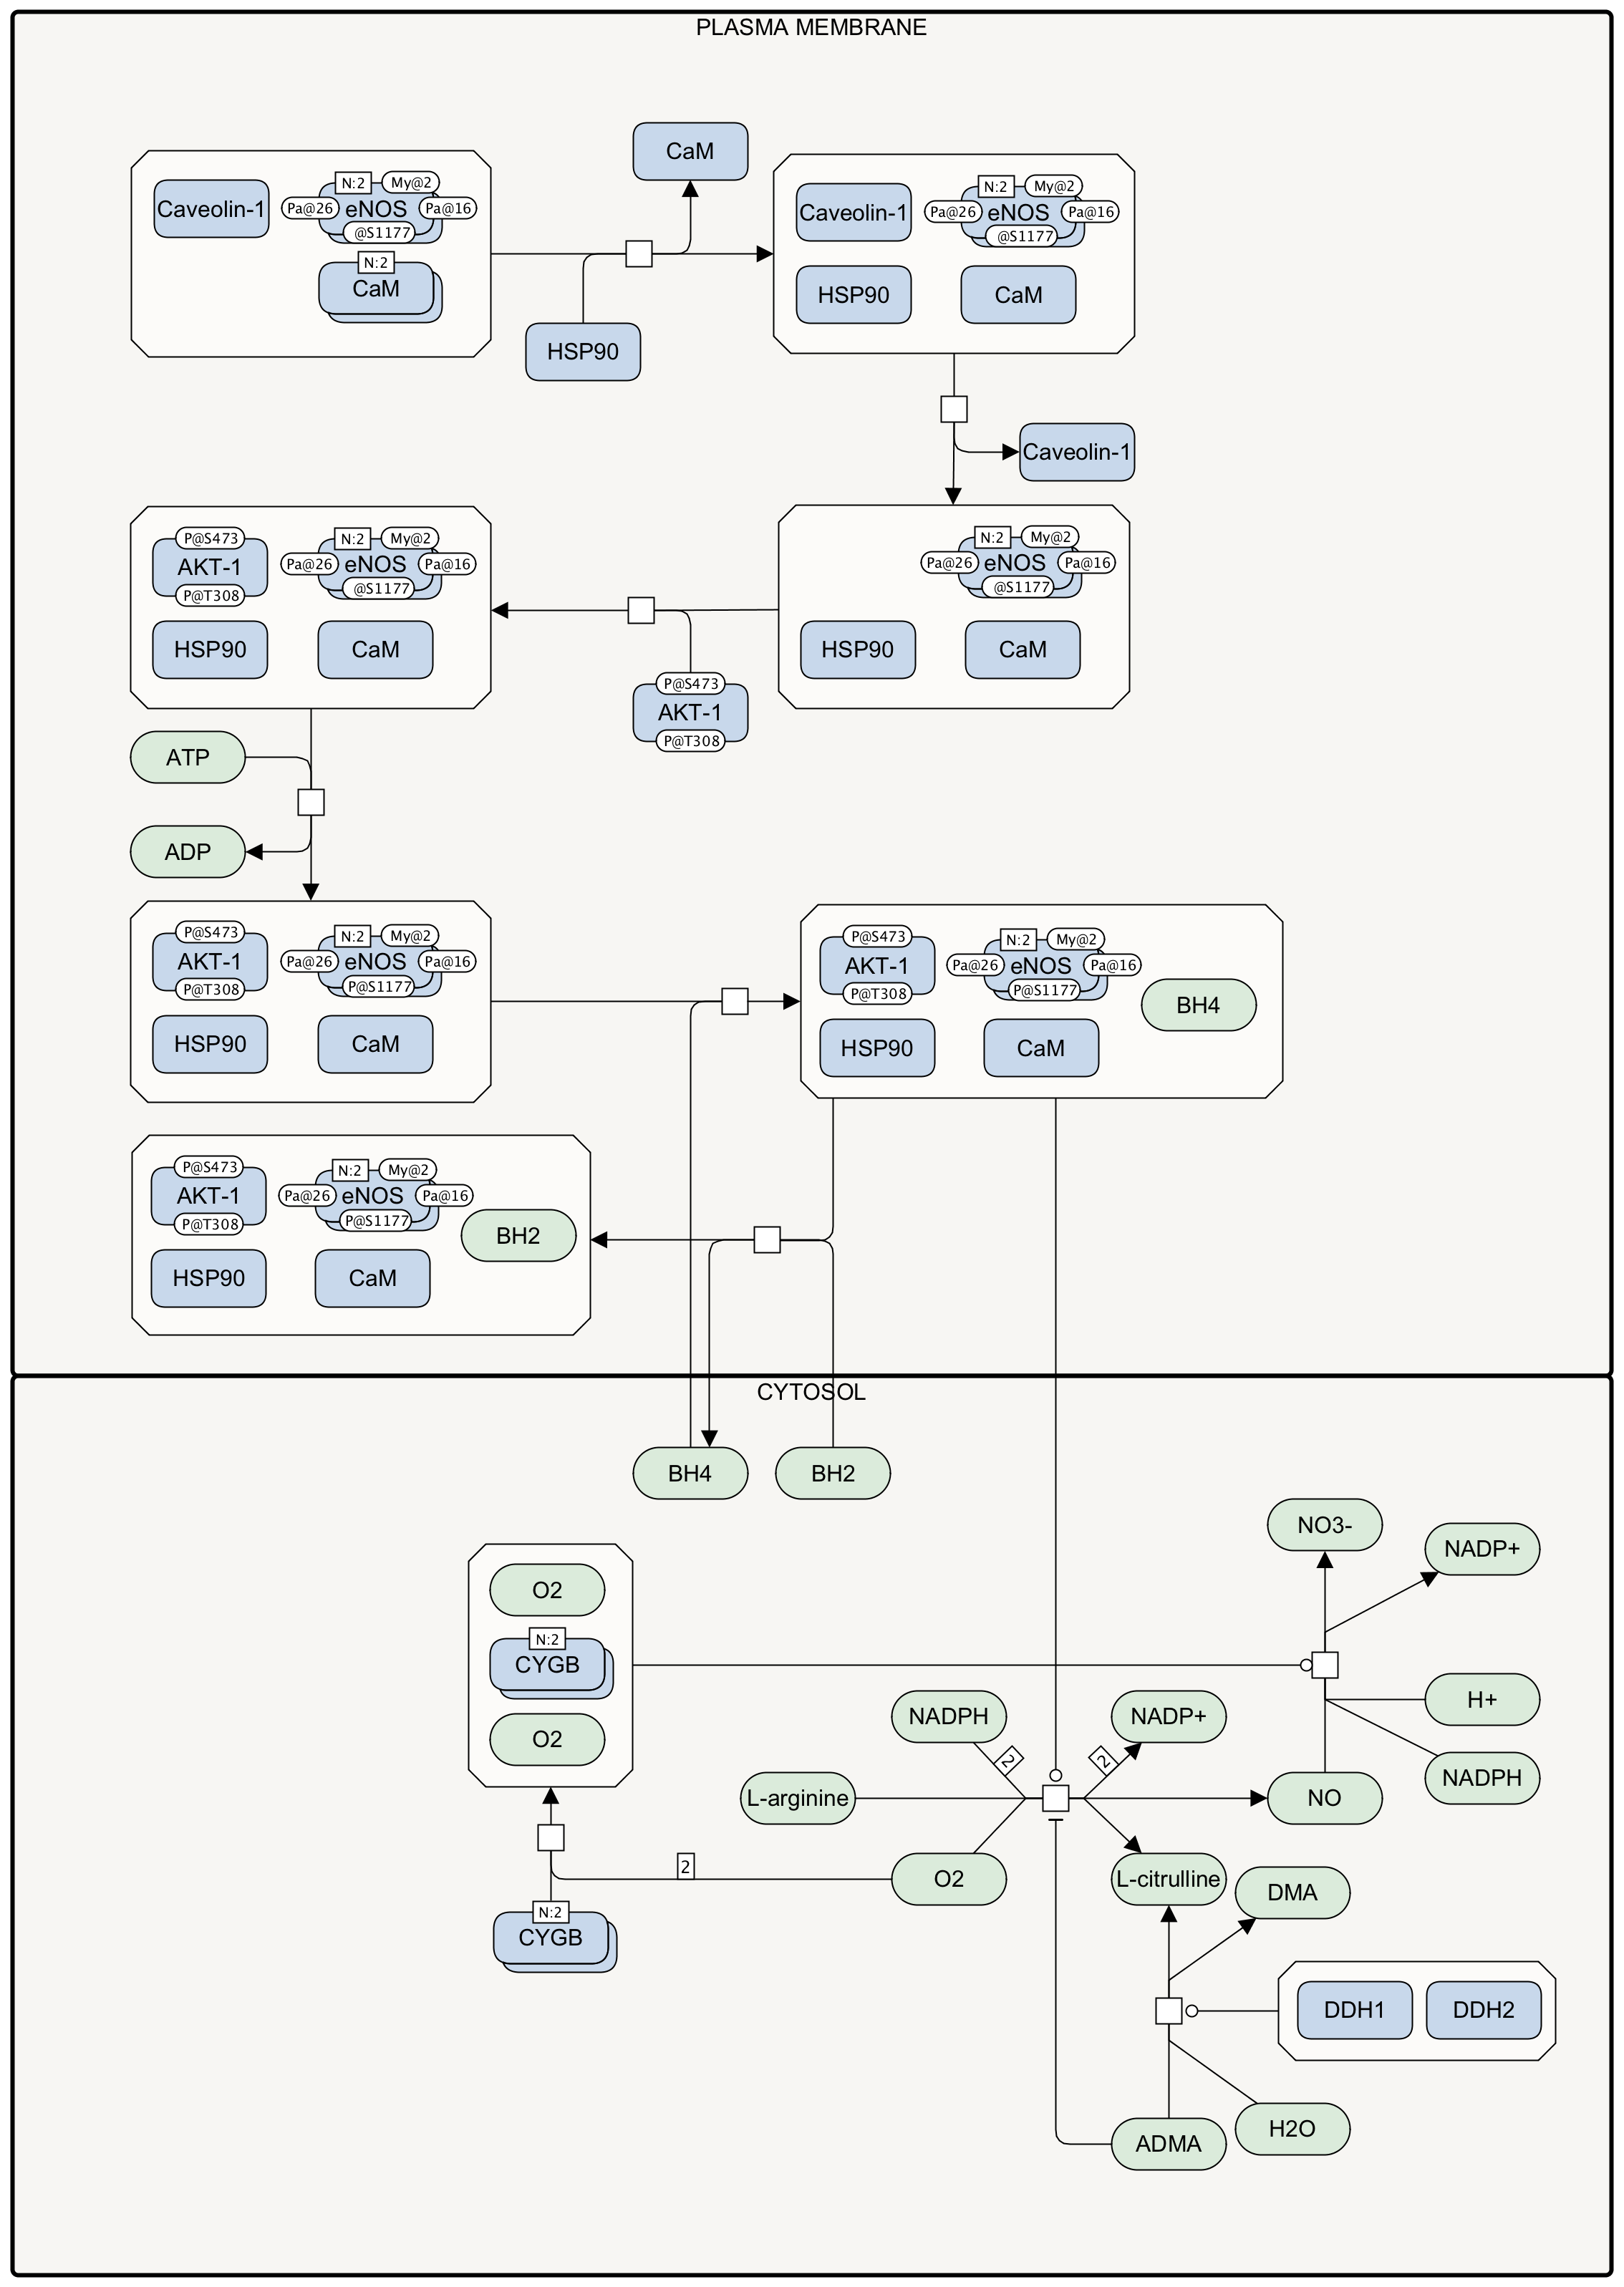 PLASMA MEMBRANE
CaM
Caveolin-1
N:2
My@2
Pa@26
eNOS
Pa@16
@S1177
N:2
CaM
HSP90
Caveolin-1
N:2
My@2
Pa@26
eNOS
Pa@16
@S1177
HSP90
CaM
Caveolin-1
P@S473
AKT-1
P@T308
N:2
My@2
Pa@26
eNOS
Pa@16
@S1177
HSP90
CaM
N:2
My@2
Pa@26
eNOS
Pa@16
@S1177
HSP90
CaM
P@S473
AKT-1
P@T308
ATP
ADP
P@S473
AKT-1
P@T308
N:2
My@2
Pa@26
eNOS
Pa@16
P@S1177
HSP90
CaM
P@S473
AKT-1
P@T308
N:2
My@2
Pa@26
eNOS
Pa@16
P@S1177
BH4
HSP90
CaM
P@S473
AKT-1
P@T308
N:2
My@2
Pa@26
eNOS
Pa@16
P@S1177
BH2
HSP90
CaM
CYTOSOL
BH4
BH2
NO3-
NADP+
O2
N:2
CYGB
O2
H+
NADPH
NADP+
2
2
NADPH
L-arginine
NO
2
O2
L-citrulline
DMA
N:2
CYGB
DDH1
DDH2
H2O
ADMA